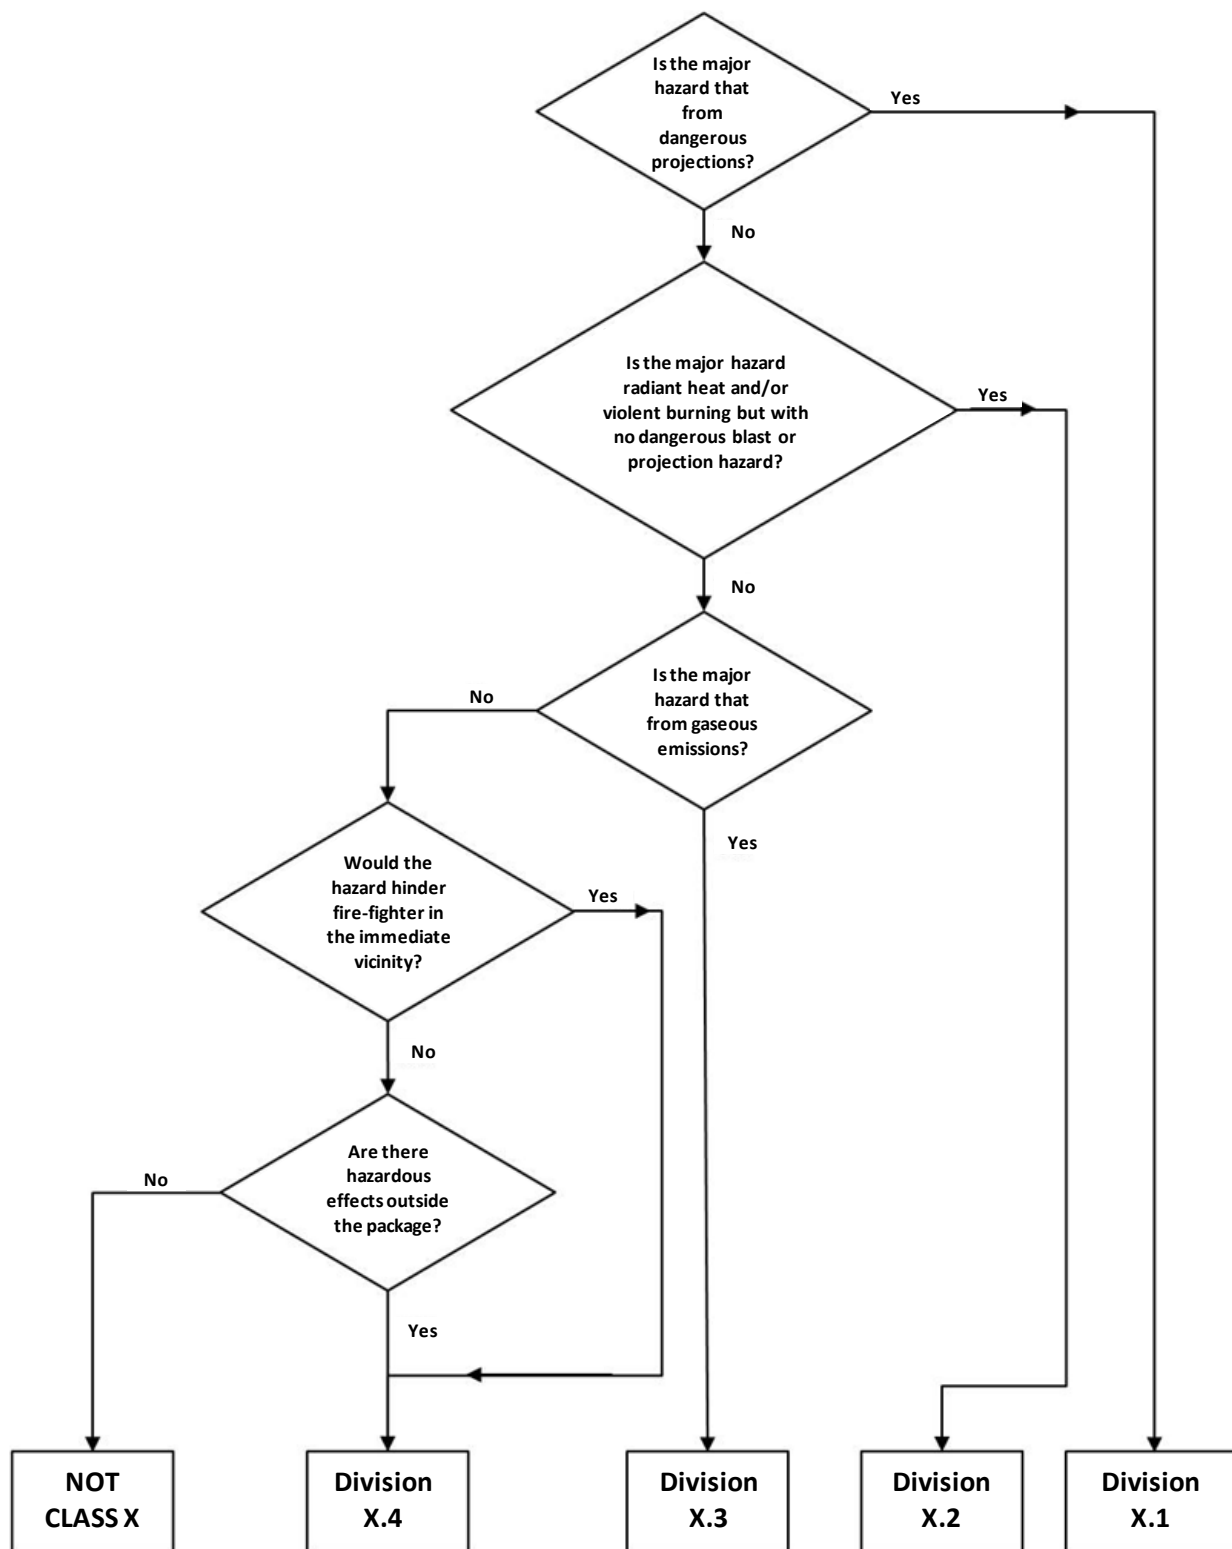 Is the major
hazard that
from
dangerous
projections?
Yes
No
Is the major hazard
radiant heat and/or
violent burning but with
no dangerous blast or
projection hazard?
Yes
No
Is the major
hazard that
from gaseous
emissions?
No
Yes
Would the
hazard hinder
fire-fighter in
the immediate
vicinity?
Yes
No
Are there
hazardous
effects outside
the package?
No
Yes
NOT
CLASS X
Division
X.4
Division
X.3
Division
X.2
Division
X.1